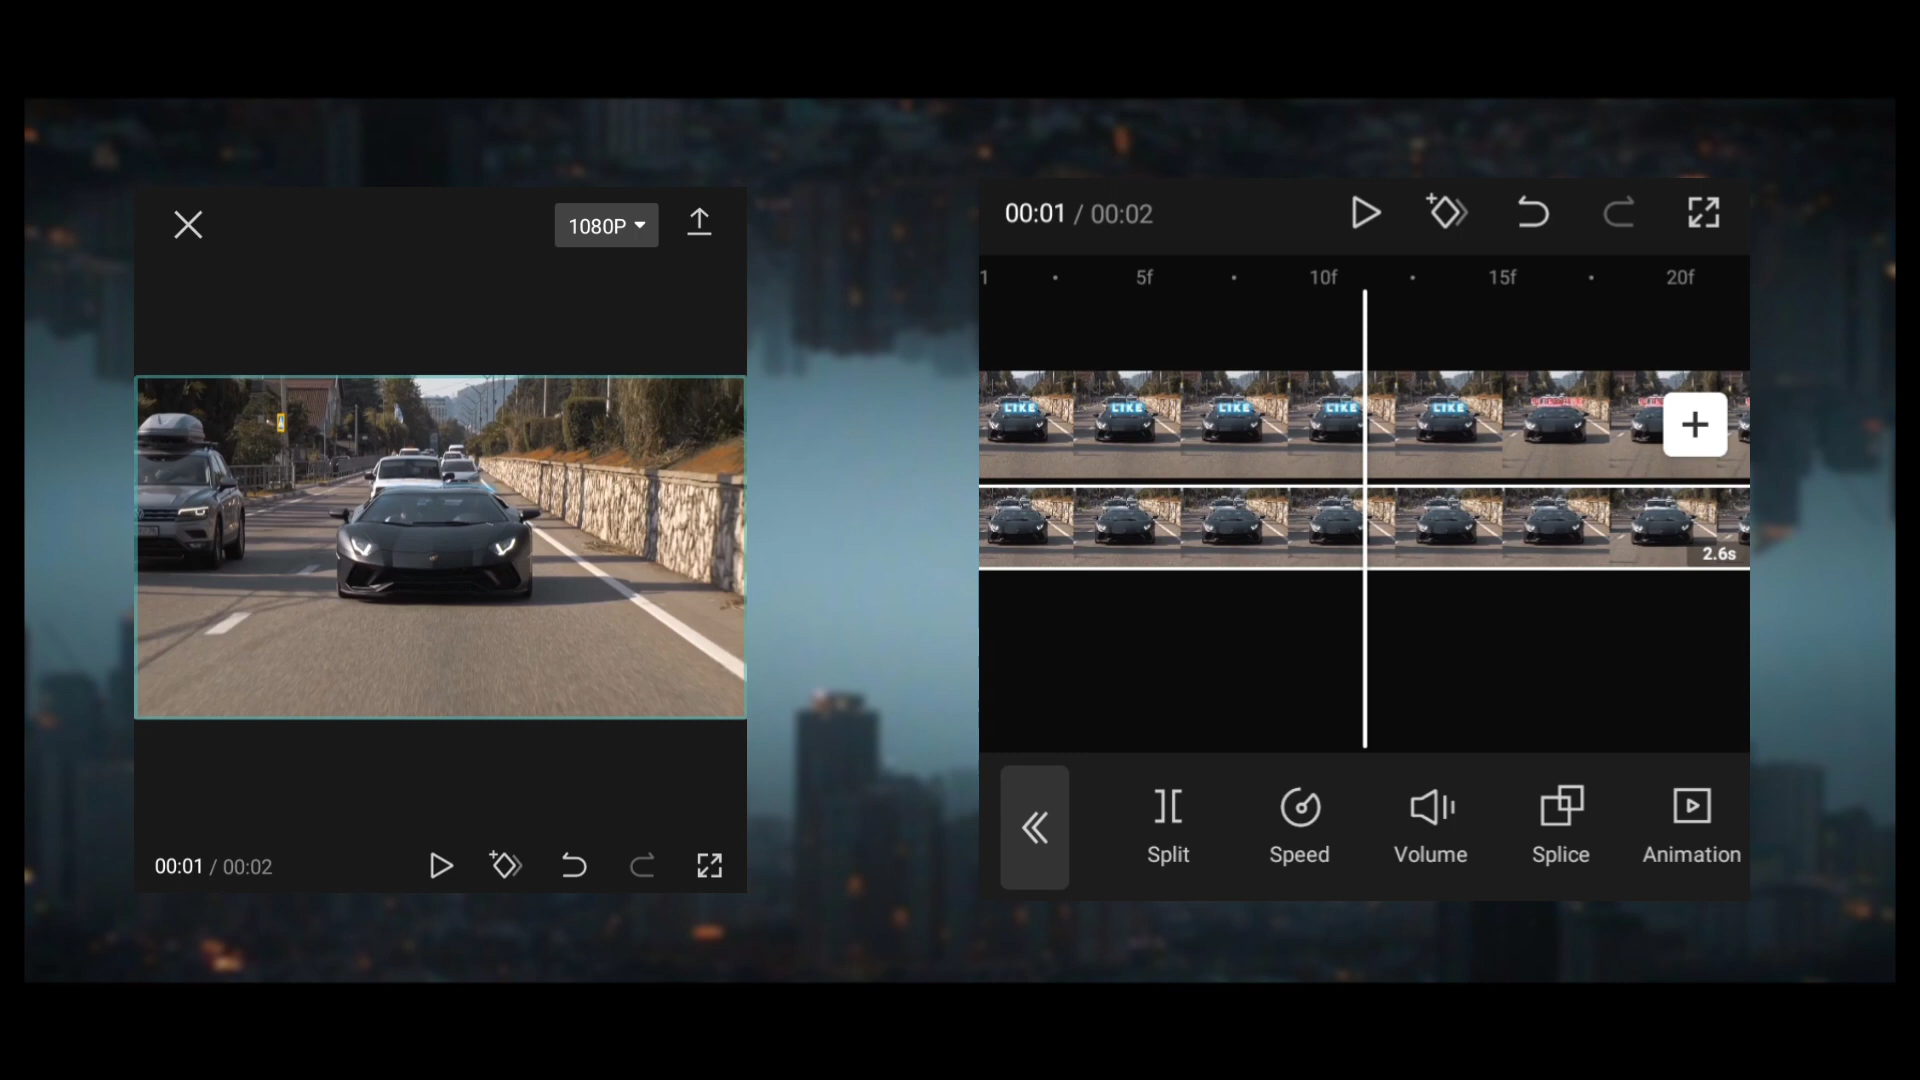 1080P
00:01 / 00:02
00:01 / 00:02
1 5f 10f 15f 20f
LIKE LIKE LIKE LIKE LIKE
2.6s
Split Speed Volume Splice Animation